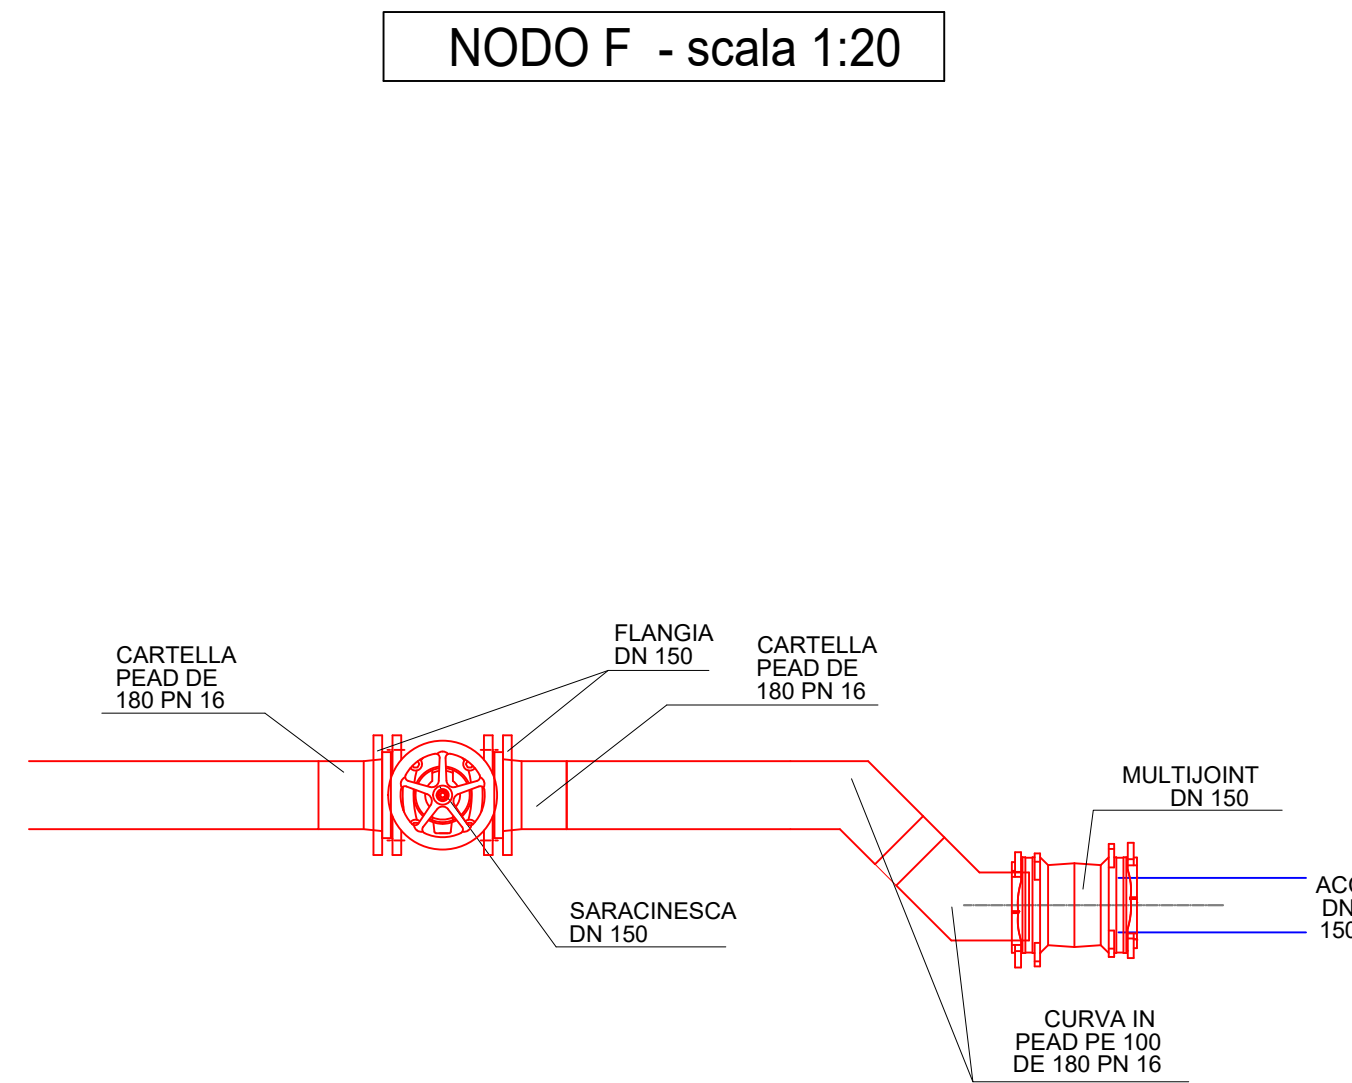 NODO F - scala 1:20
FLANGIA
DN 150
CARTELLA
PEAD DE
180 PN 16
CARTELLA
PEAD DE
180 PN 16
MULTIJOINT
DN 150
DN
SARACINESCA
DN 150
CURVA IN
PEAD PE 100
DE 180 PN 16